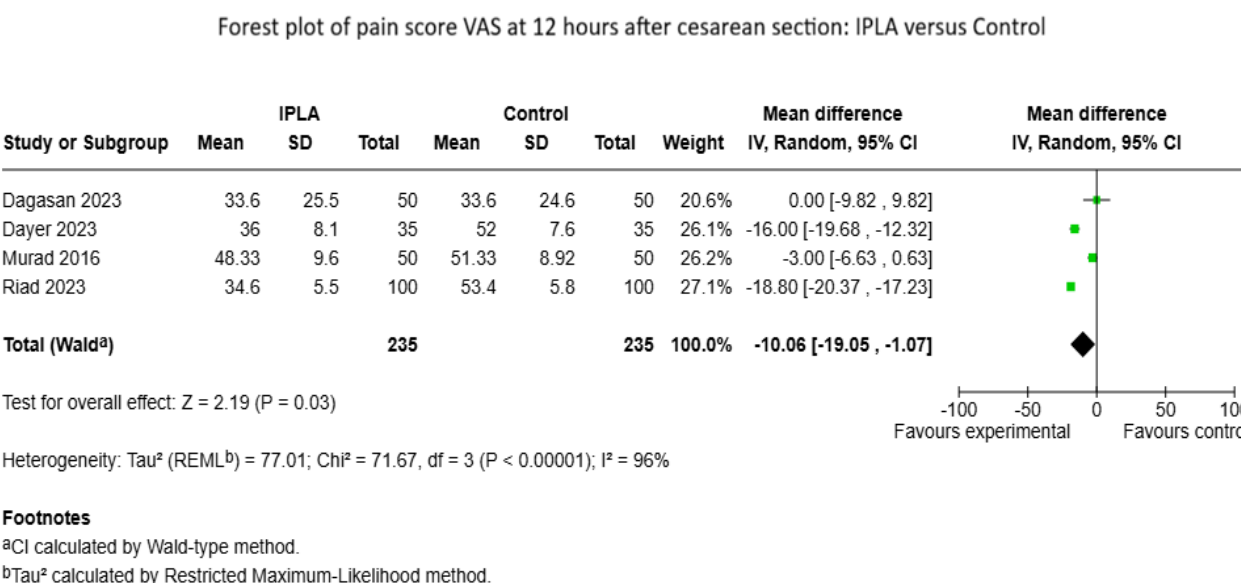 Forest plot of pain score VAS at 12 hours after cesarean section: IPLA versus Control
IPLA Control Mean difference Mean difference
Study or Subgroup Mean SD Total Mean SD Total Weight IV, Random, 95% CI IV, Random, 95% CI
Dagasan 2023 33.6 25.5 50 33.6 24.6 50 20.6% 0.00 [-9.82 , 9.82]
Dayer 2023 36 8.1 35 52 7.6 35 26.1% -16.00 [-19.68 , -12.32]
Murad 2016 48.33 9.6 50 51.33 8.92 50 26.2% -3.00 [-6.63 , 0.63]
Riad 2023 34.6 5.5 100 53.4 5.8 100 27.1% -18.80 [-20.37 , -17.23]
Total (Waldᵃ) 235 235 100.0% -10.06 [-19.05 , -1.07]
Test for overall effect: Z = 2.19 (P = 0.03)
-100 -50 0 50 10
Favours experimental Favours contro
Heterogeneity: Tau² (REMLᵇ) = 77.01; Chi² = 71.67, df = 3 (P < 0.00001); I² = 96%
Footnotes
ᵃCI calculated by Wald-type method.
ᵇTau² calculated by Restricted Maximum-Likelihood method.